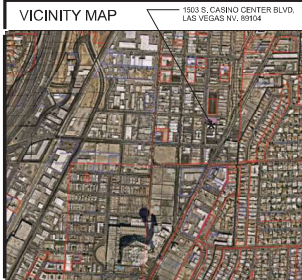 VICINITY MAP
1503 S. CASINO CENTER BLVD.
LAS VEGAS NV. 89104